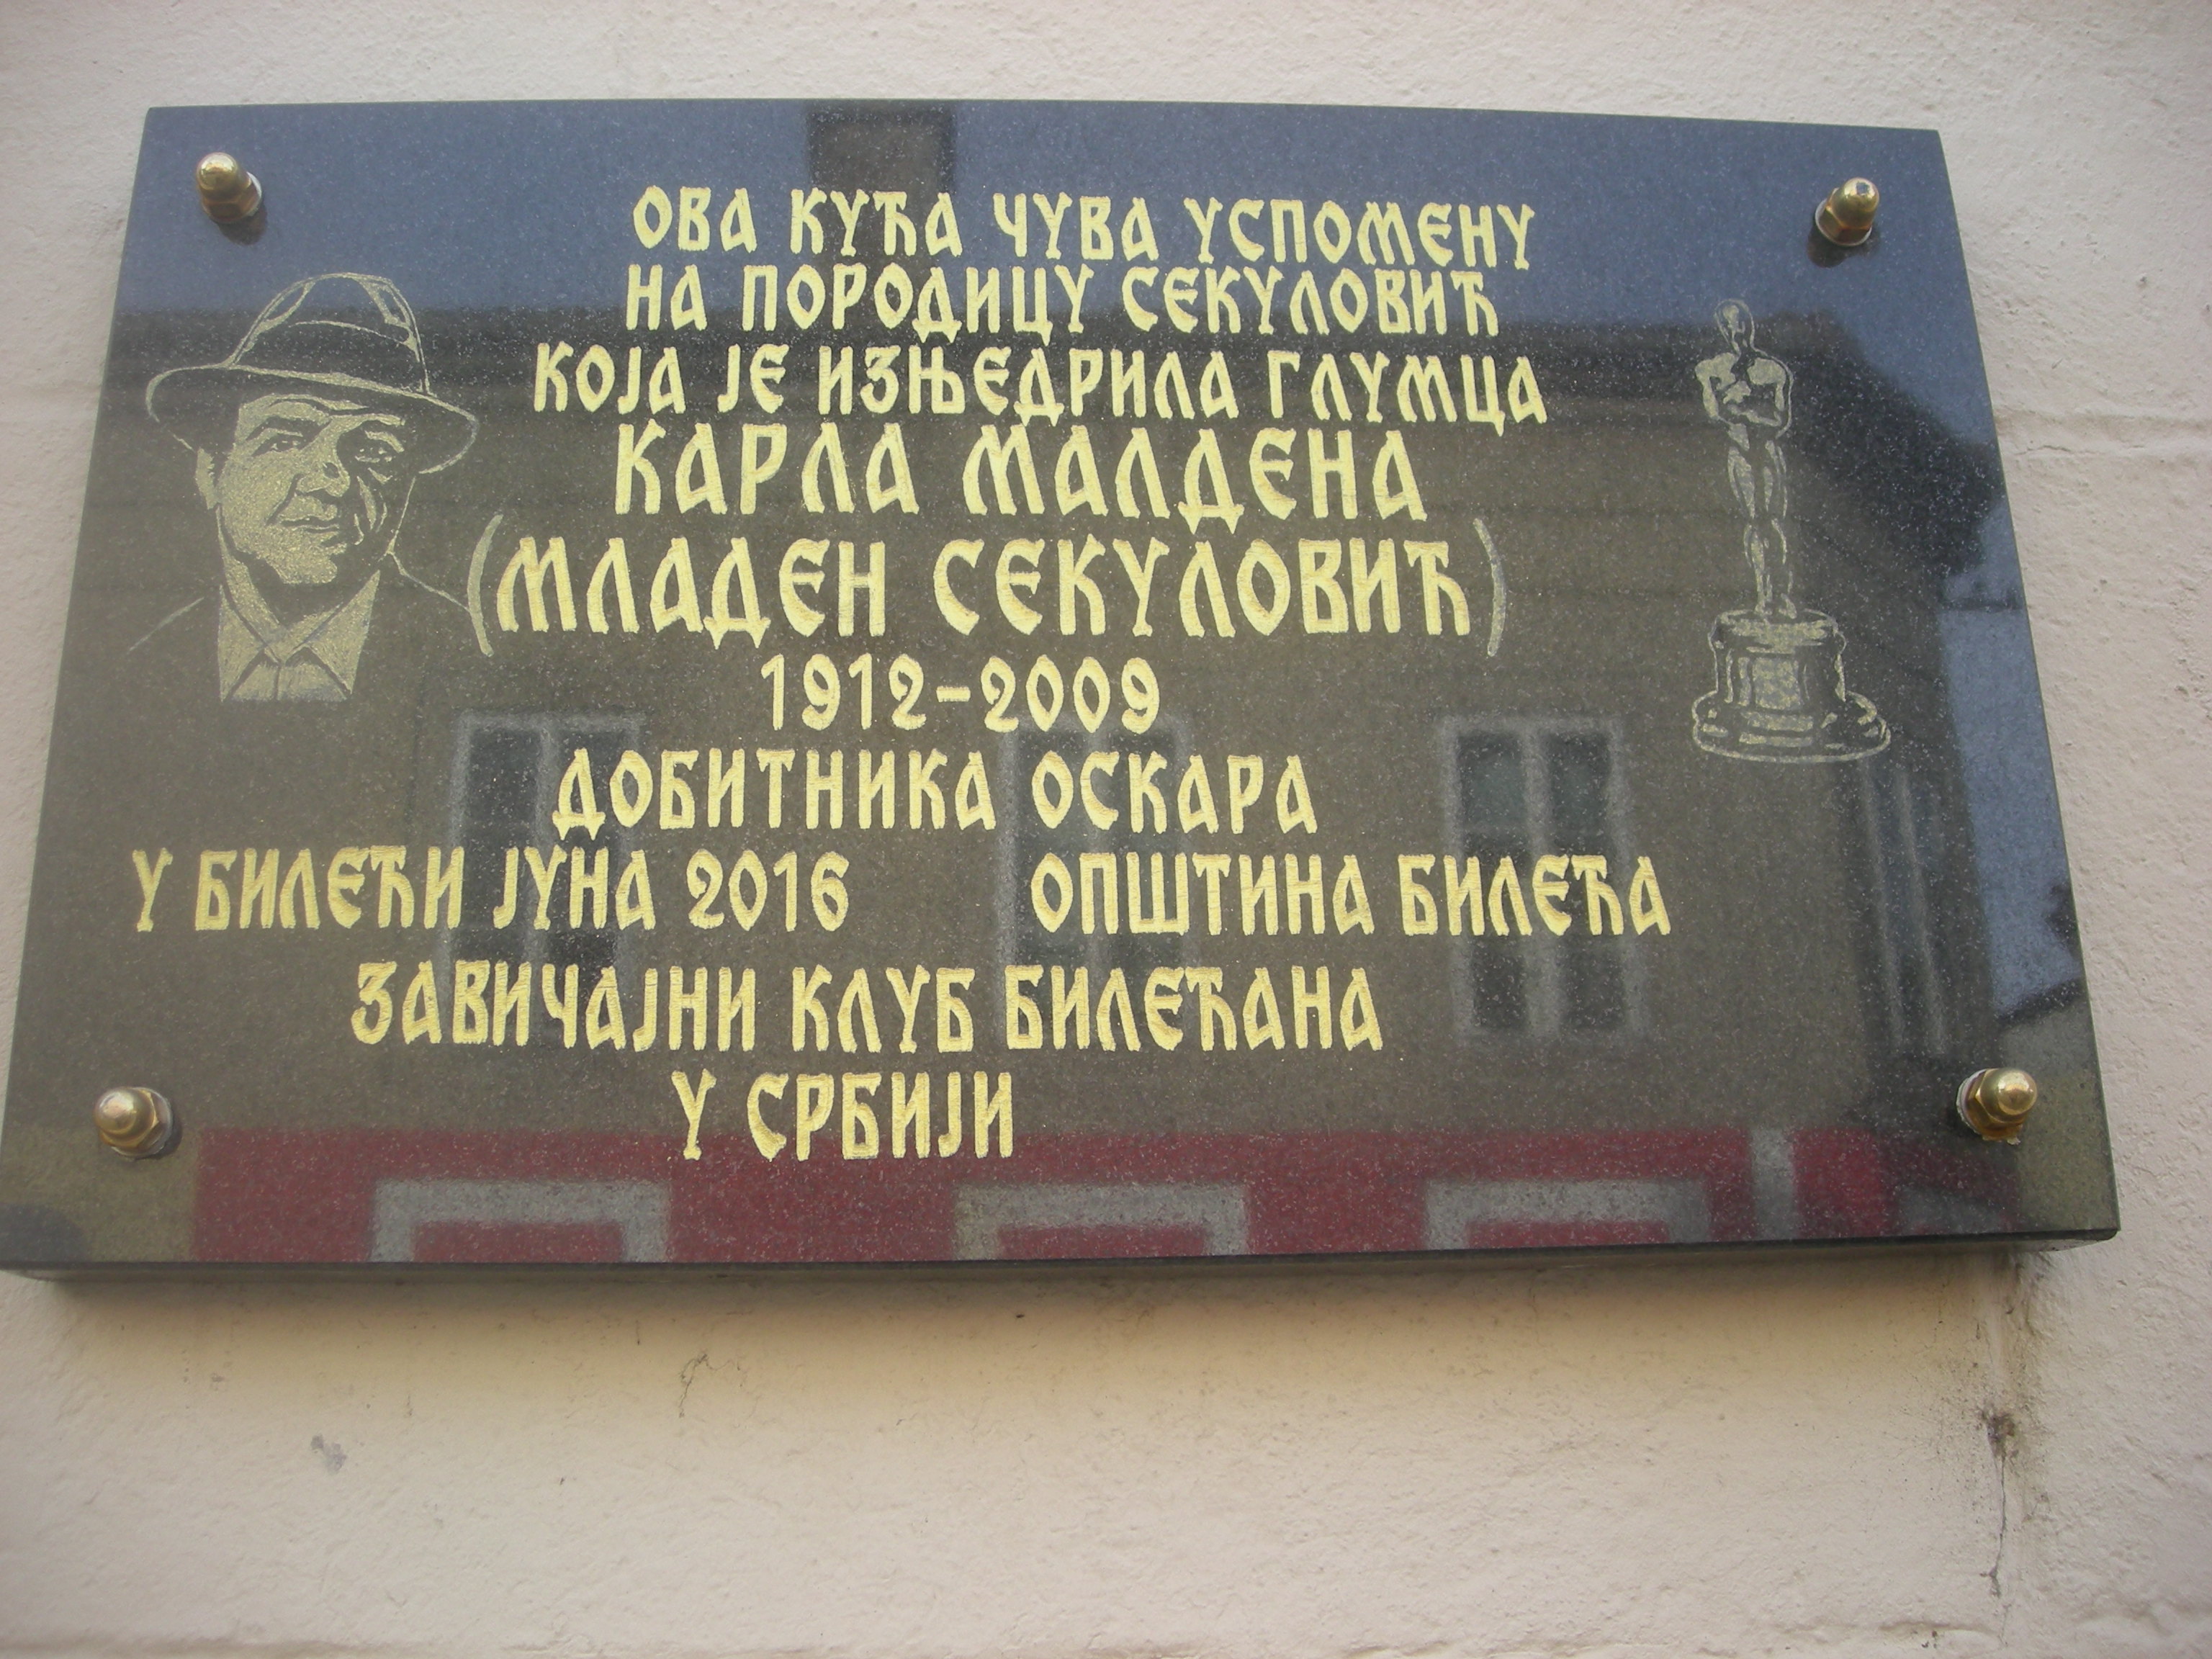 ОВА КУЋА ЧУВА УСПОМЕНУ
НА ПОРОДИЦУ СЕКУЛОВИЋ
КОЈА ЈЕ ИЗЊЕДРИЛА ГЛУМЦА
КАРЛА МАЛДЕНА
(МЛАДЕН СЕКУЛОВИЋ)
1912-2009
ДОБИТНИКА ОСКАРА
У БИЛЕЋИ ЈУНА 2016 ОПШТИНА БИЛЕЋА
ЗАВИЧАЈНИ КЛУБ БИЛЕЋАНА
У СРБИЈИ